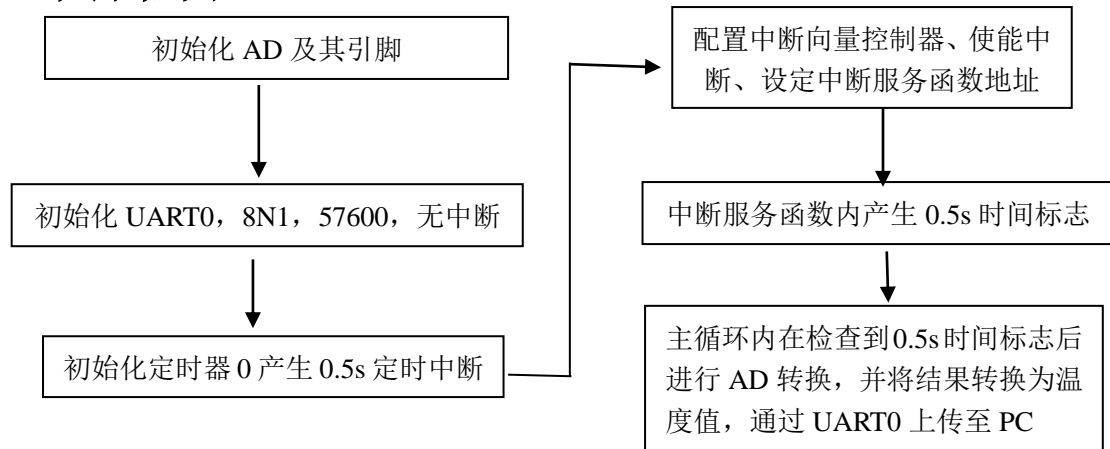 初始化 AD 及其引脚
初始化 UART0，8N1，57600，无中断
初始化定时器 0 产生 0.5s 定时中断
配置中断向量控制器、使能中
断、设定中断服务函数地址
中断服务函数内产生 0.5s 时间标志
主循环内在检查到 0.5s 时间标志后
进行 AD 转换，并将结果转换为温
度值，通过 UART0 上传至 PC